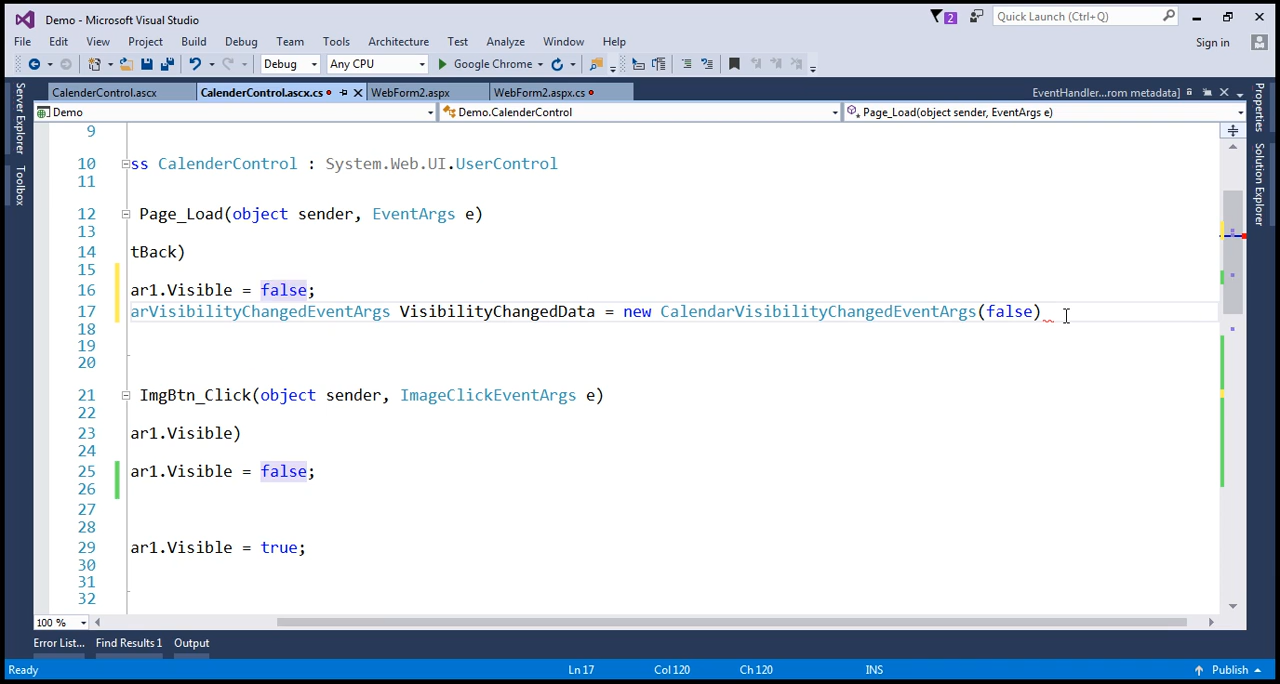 Demo - Microsoft Visual Studio
2
Quick Launch (Ctrl+Q)
File Edit View Project Build Debug Team Tools Architecture Test Analyze Window Help
Sign in
Debug Any CPU Google Chrome
Server Explorer
Toolbox
CalenderControl.ascx CalenderControl.ascx.cs WebForm2.aspx WebForm2.aspx.cs EventHandler...rom metadata]
Demo Demo.CalenderControl Page_Load(object sender, EventArgs e)
Properties
Solution Explorer
9
10 ss CalenderControl : System.Web.UI.UserControl
11
12 Page_Load(object sender, EventArgs e)
13
14 tBack)
15
16 ar1.Visible = false;
17 arVisibilityChangedEventArgs VisibilityChangedData = new CalendarVisibilityChangedEventArgs(false)
18
19
20
21 ImgBtn_Click(object sender, ImageClickEventArgs e)
22
23 ar1.Visible)
24
25 ar1.Visible = false;
26
27
28
29 ar1.Visible = true;
30
31
32
100 %
Error List... Find Results 1 Output
Ready Ln 17 Col 120 Ch 120 INS Publish